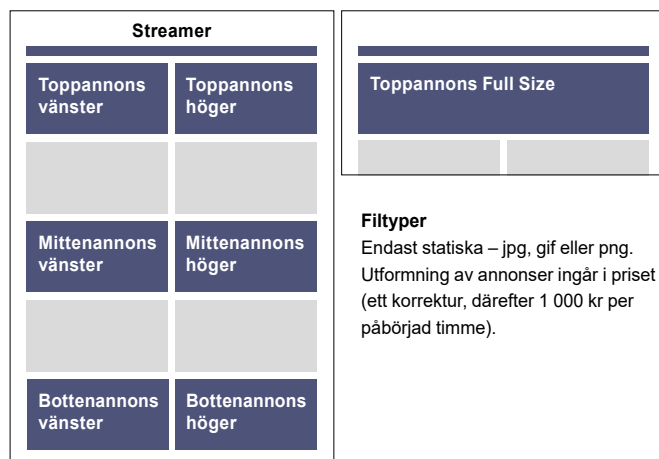 Streamer
Toppannons
vänster
Toppannons
höger
Mittenannons
vänster
Mittenannons
höger
Bottenannons
vänster
Bottenannons
höger
Toppannons Full Size
Filtyper
Endast statiska – jpg, gif eller png.
Utformning av annonser ingår i priset
(ett korrektur, därefter 1 000 kr per
påbörjad timme).